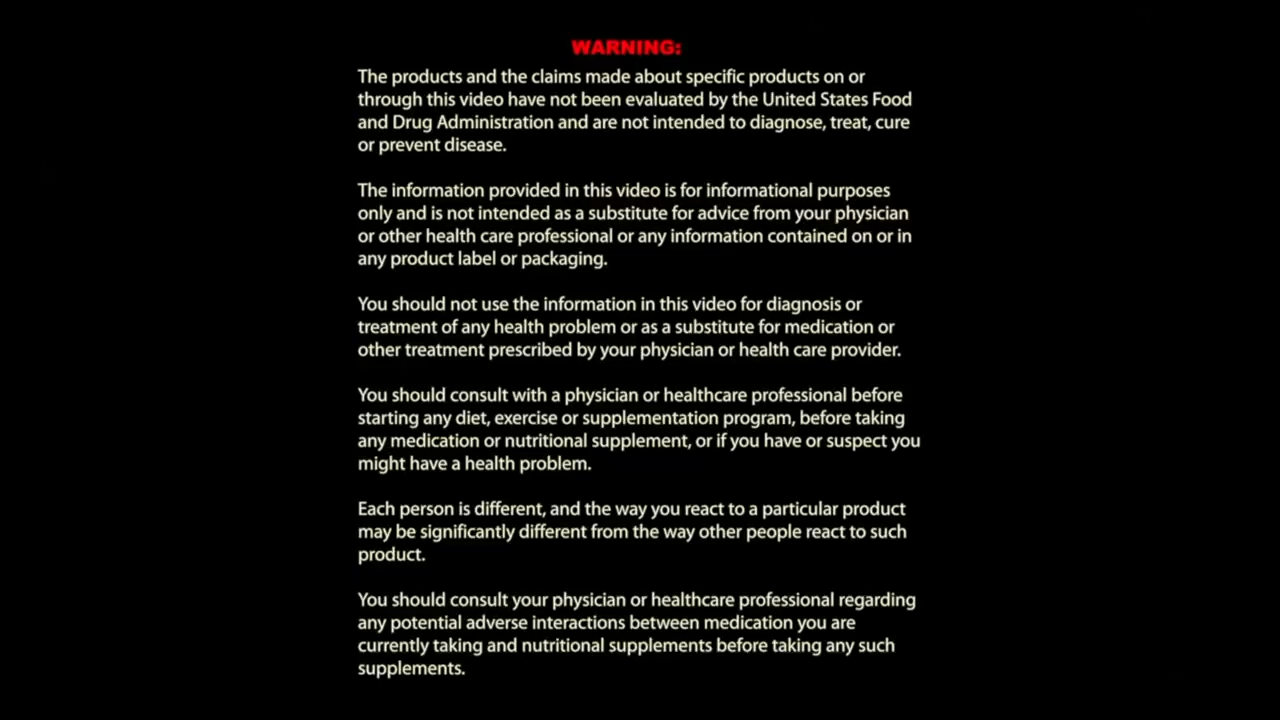 WARNING:
The products and the claims made about specific products on or
through this video have not been evaluated by the United States Food
and Drug Administration and are not intended to diagnose, treat, cure
or prevent disease.
The information provided in this video is for informational purposes
only and is not intended as a substitute for advice from your physician
or other health care professional or any information contained on or in
any product label or packaging.
You should not use the information in this video for diagnosis or
treatment of any health problem or as a substitute for medication or
other treatment prescribed by your physician or health care provider.
You should consult with a physician or healthcare professional before
starting any diet, exercise or supplementation program, before taking
any medication or nutritional supplement, or if you have or suspect you
might have a health problem.
Each person is different, and the way you react to a particular product
may be significantly different from the way other people react to such
product.
You should consult your physician or healthcare professional regarding
any potential adverse interactions between medication you are
currently taking and nutritional supplements before taking any such
supplements.